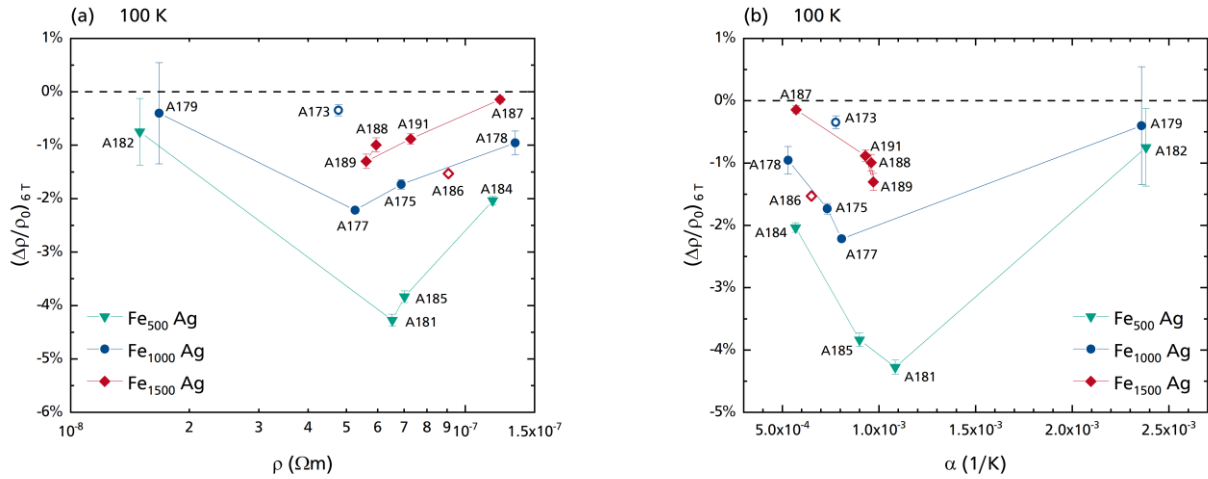 (a) 100 K
1%
0%
-1%
-2%
-3%
-4%
-5%
-6%
(Δρ/ρ₀)₆ T
A179
A182
A173
A188
A191
A187
A189
A178
A186
A184
A177
A175
A185
A181
Fe₅₀₀ Ag
Fe₁₀₀₀ Ag
Fe₁₅₀₀ Ag
10⁻⁸ 2 3 4 5 6 7 8 9 10⁻⁷ 1.5x10⁻⁷
ρ (Ωm)
(b) 100 K
1%
0%
-1%
-2%
-3%
-4%
-5%
(Δρ/ρ₀)₆ T
A187
A173
A179
A191
A188
A178
A182
A189
A186
A175
A184
A177
A185
A181
Fe₅₀₀ Ag
Fe₁₀₀₀ Ag
Fe₁₅₀₀ Ag
5.0x10⁻⁴ 1.0x10⁻³ 2.0x10⁻³ 2.5x10⁻³
α (1/K)